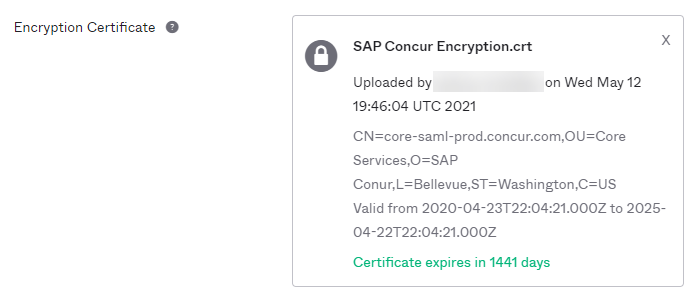 Encryption Certificate ?
SAP Concur Encryption.crt
X
Uploaded by on Wed May 12
19:46:04 UTC 2021
CN=core-saml-prod.concur.com,OU=Core
Services,O=SAP
Conur,L=Bellevue,ST=Washington,C=US
Valid from 2020-04-23T22:04:21.000Z to 2025-
04-22T22:04:21.000Z
Certificate expires in 1441 days